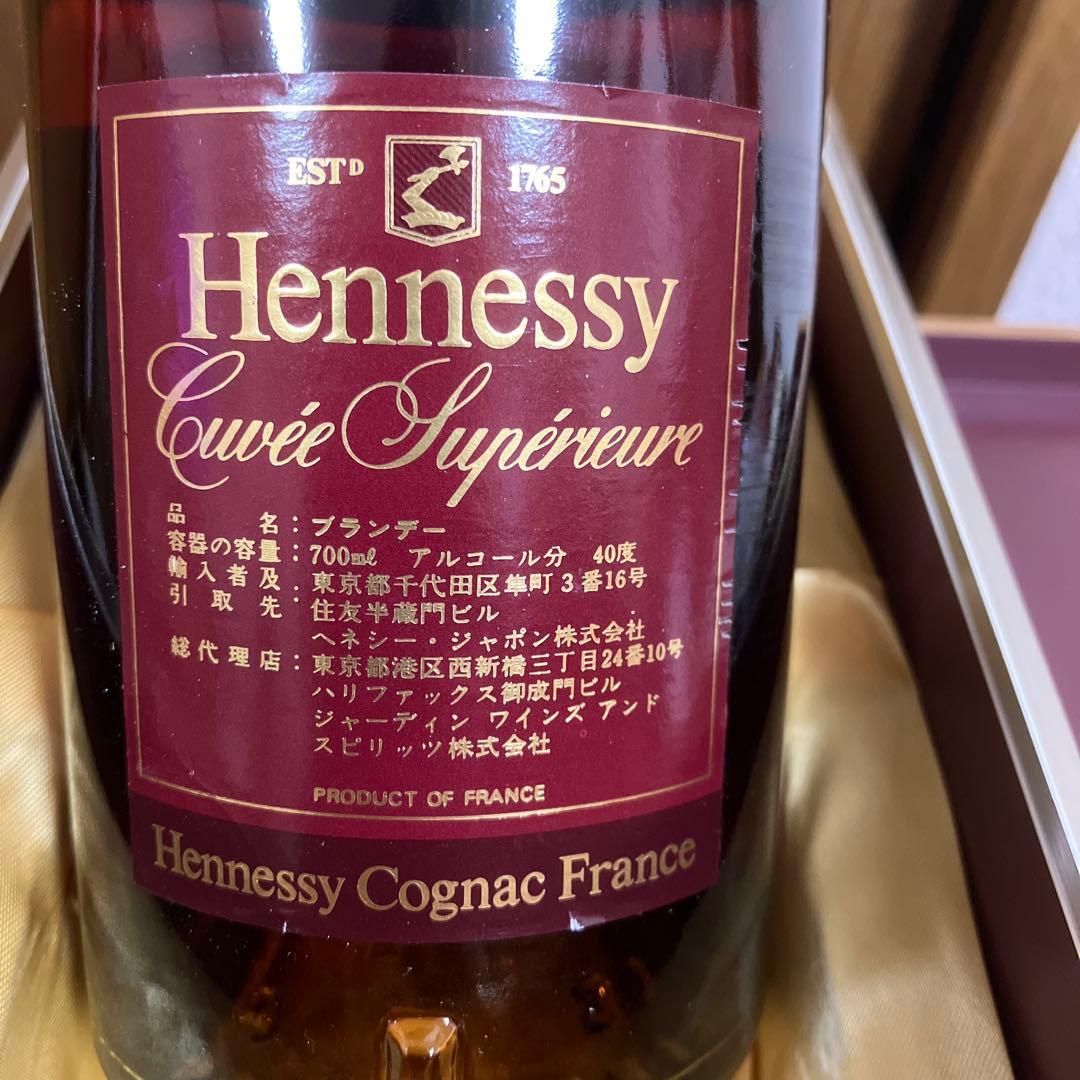 ESTD 1765
Hennessy
Cuvée Supérieure
品名：ブランデー
容器の容量：700mℓ アルコール分 40度
輸入者及：東京都千代田区隼町3番16号
引取先：住友半蔵門ビル
ヘネシー・ジャポン株式会社
総代理店：東京都港区西新橋三丁目24番10号
ハリファックス御成門ビル
ジャーディン ワインズ アンド
スピリッツ株式会社
PRODUCT OF FRANCE
Hennessy Cognac France